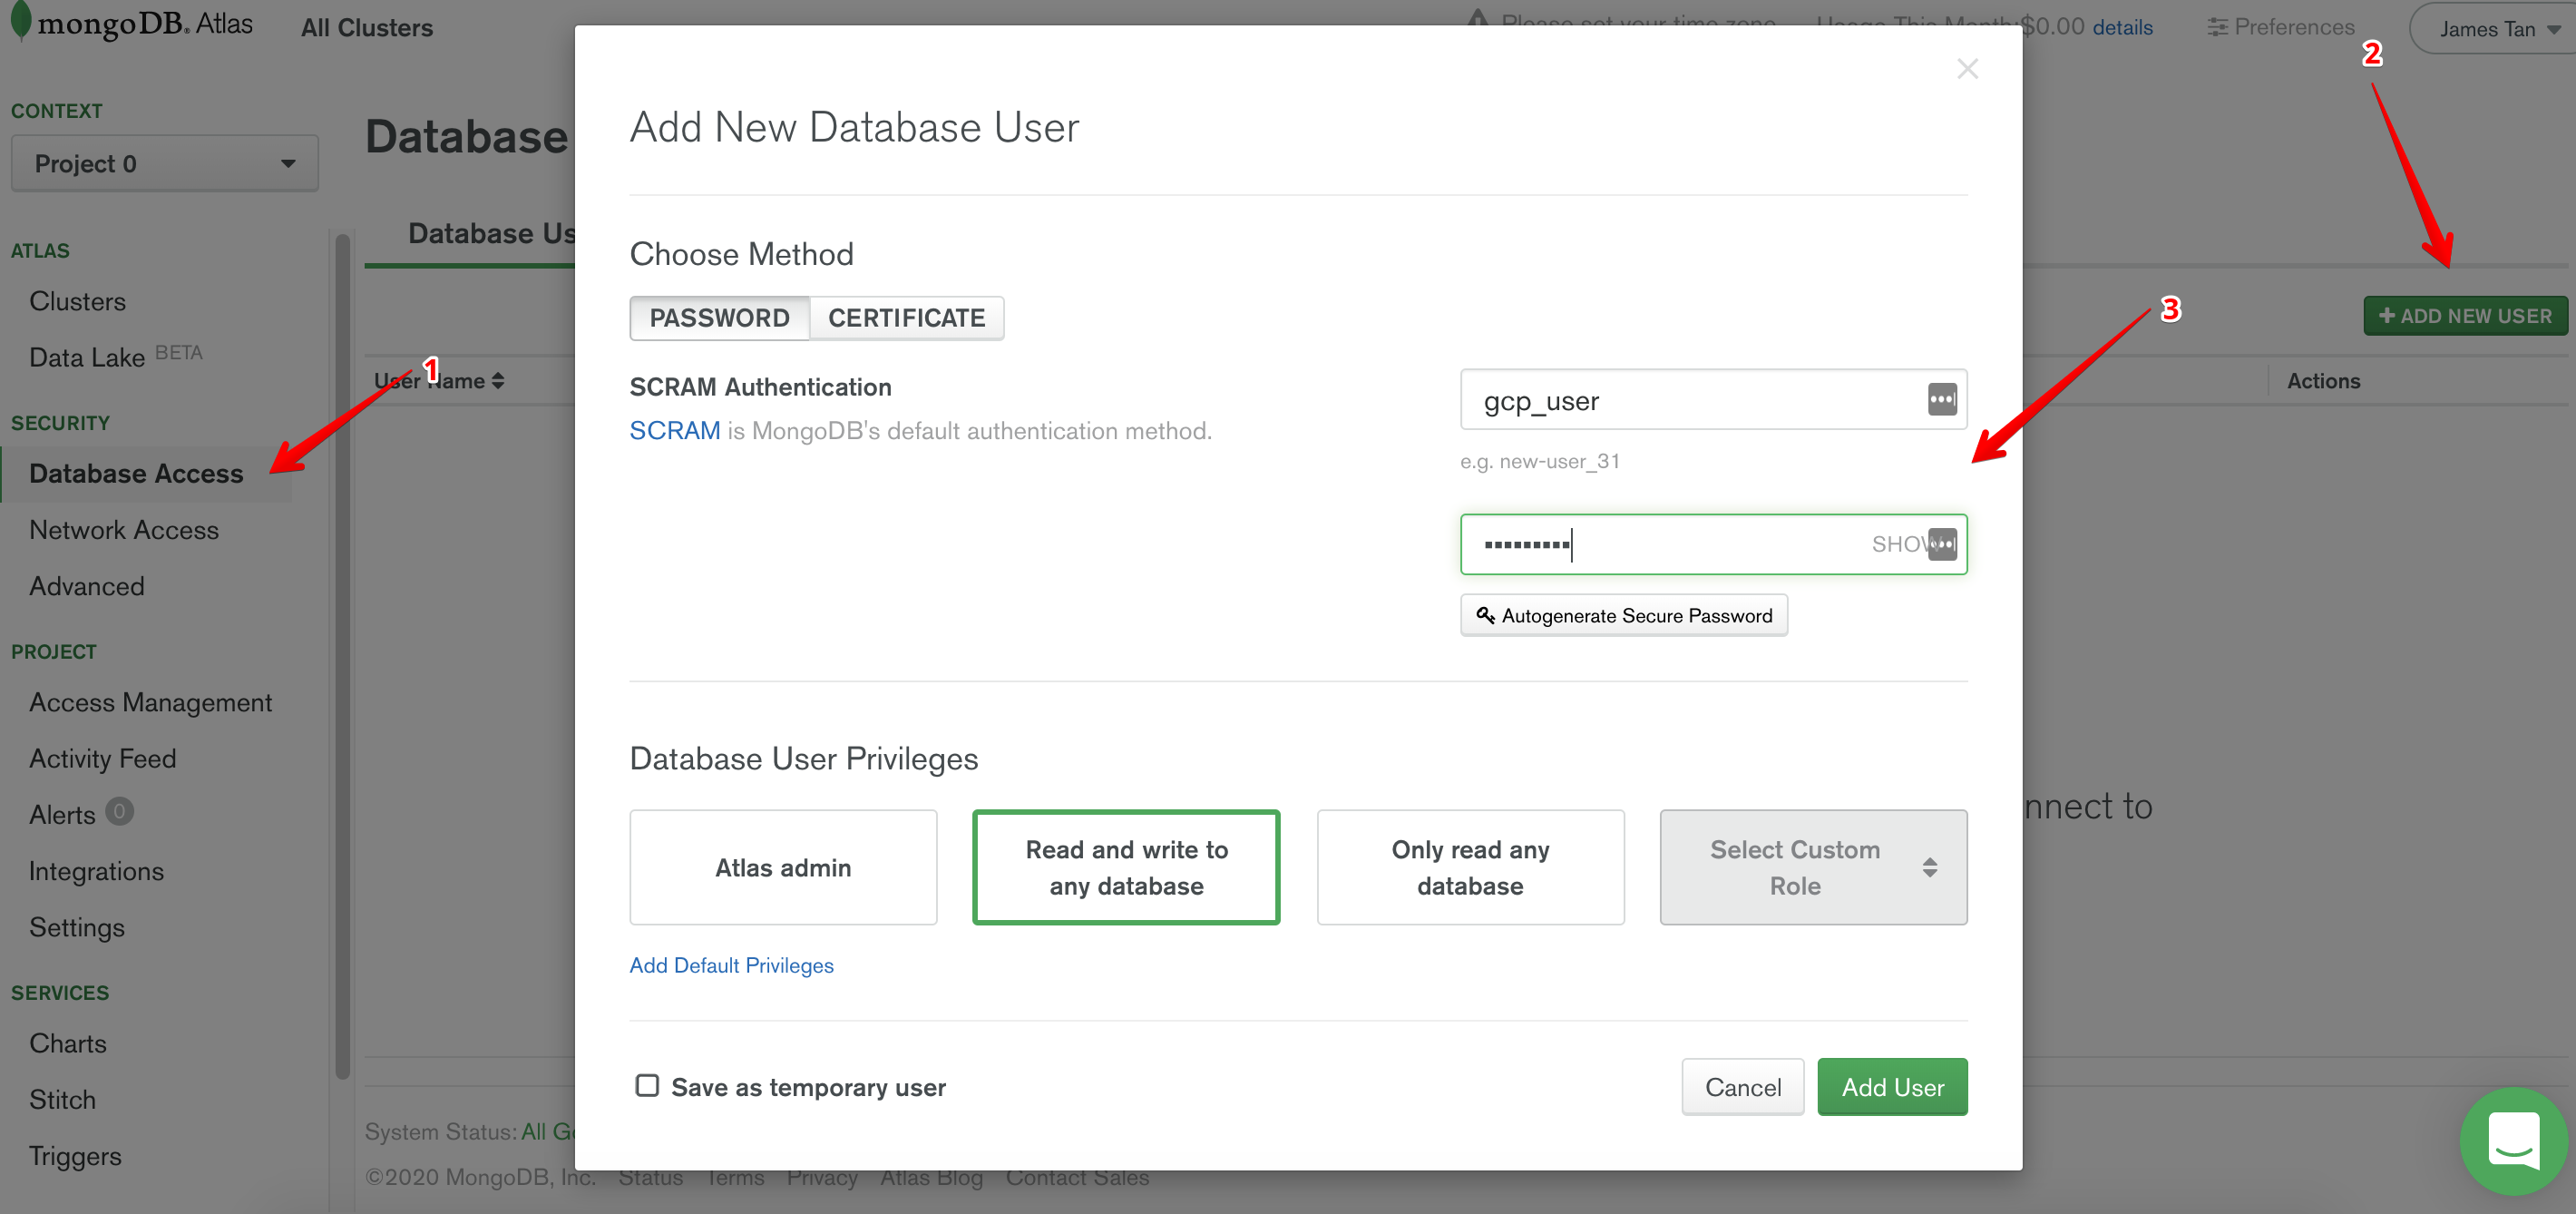 mongoDB. Atlas
All Clusters
Please set your time zone
Usage This Month:$0.00 details
Preferences
James Tan
2
CONTEXT
Project 0
Database
Add New Database User
ATLAS
Clusters
Data Lake BETA
SECURITY
Database Access
Network Access
Advanced
PROJECT
Access Management
Activity Feed
Alerts 0
Integrations
Settings
SERVICES
Charts
Stitch
Triggers
Database Us
User Name
1
Choose Method
PASSWORD
CERTIFICATE
SCRAM Authentication
SCRAM is MongoDB's default authentication method.
gcp_user
e.g. new-user_31
SHOW
Autogenerate Secure Password
3
+ ADD NEW USER
Actions
Database User Privileges
Atlas admin
Read and write to
any database
Only read any
database
Select Custom
Role
nnect to
Add Default Privileges
Save as temporary user
Cancel
Add User
System Status: All Go
©2020 MongoDB, Inc. Status Terms Privacy Atlas Blog Contact Sales